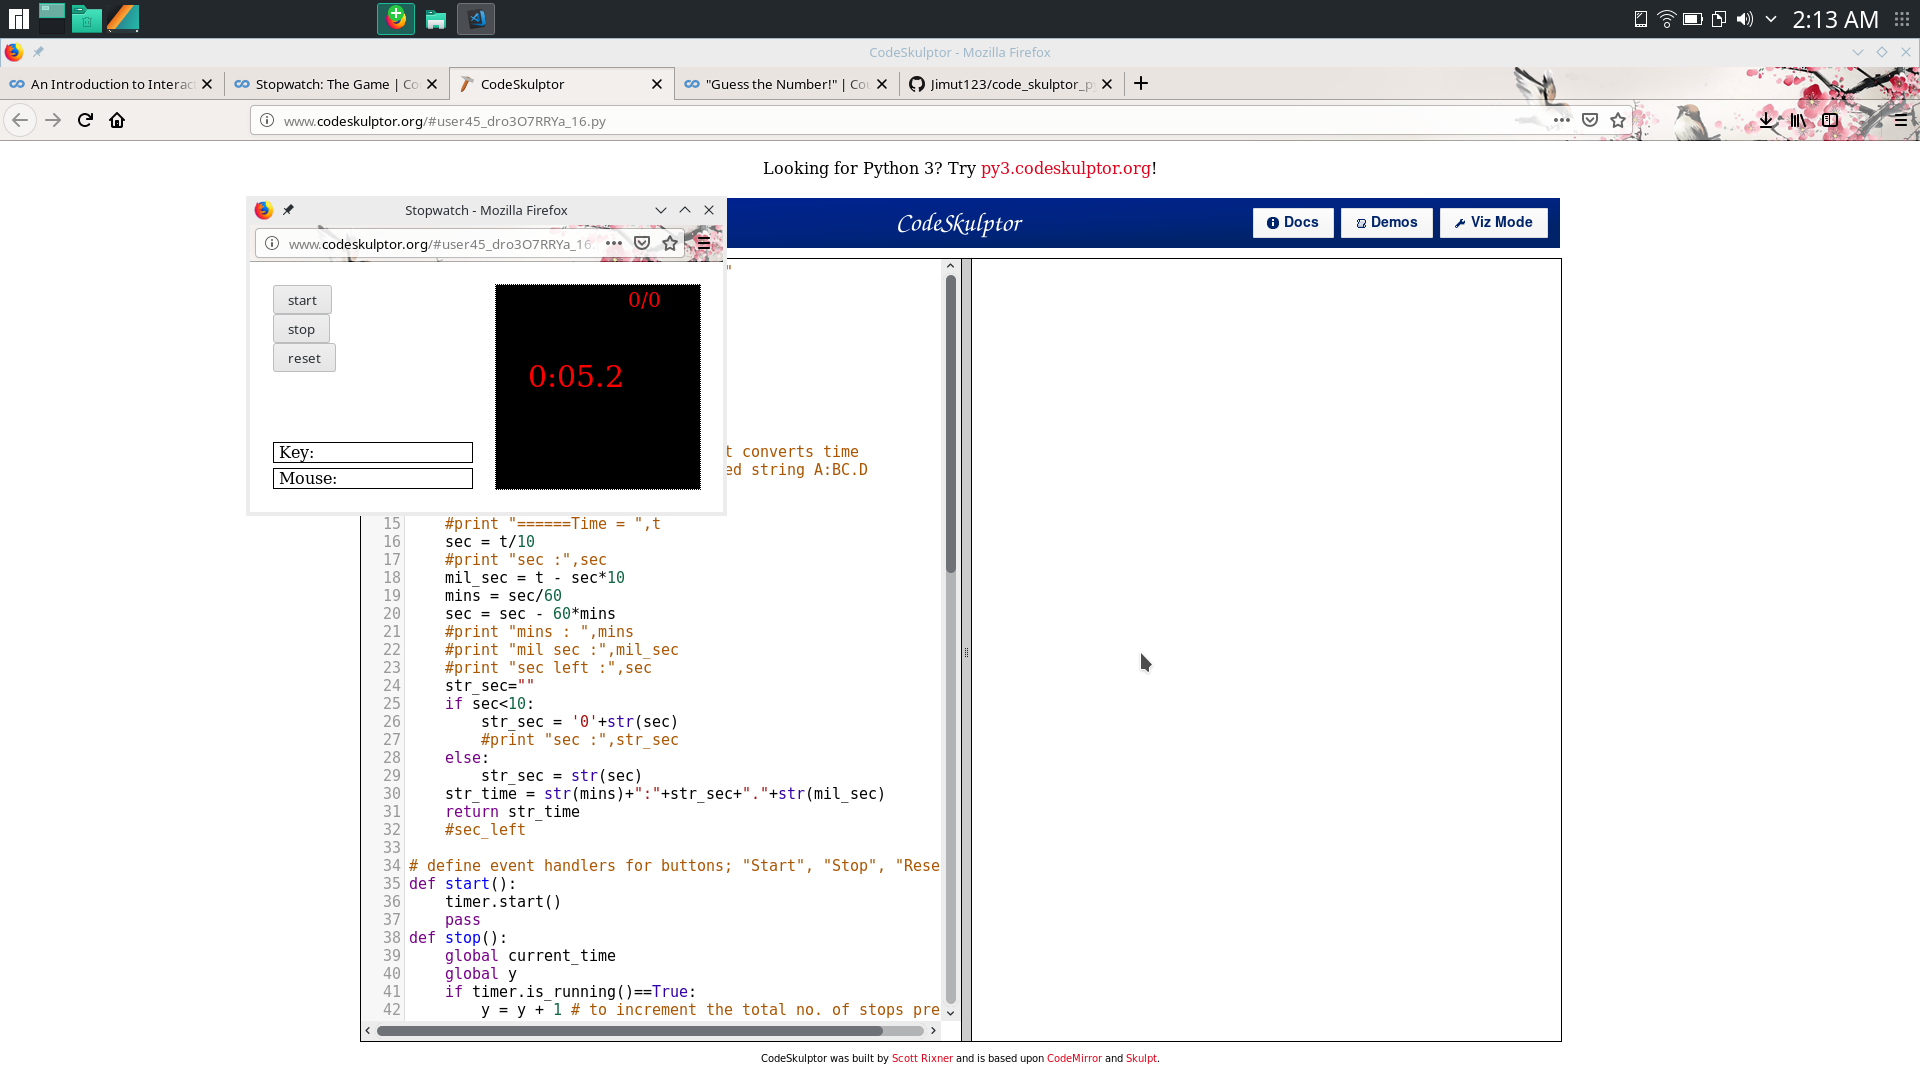 2:13 AM
CodeSkulptor - Mozilla Firefox
An Introduction to Interac
Stopwatch: The Game | Co
CodeSkulptor
"Guess the Number!" | Cou
Jimut123/code_skulptor_p
www.codeskulptor.org/#user45_dro3O7RRYa_16.py
Looking for Python 3? Try py3.codeskulptor.org!
Stopwatch - Mozilla Firefox
www.codeskulptor.org/#user45_dro3O7RRYa_16
CodeSkulptor
Docs
Demos
Viz Mode
start
stop
reset
0/0
0:05.2
Key:
Mouse:
"
t converts time
ed string A:BC.D
15 #print "======Time = ",t
16 sec = t/10
17 #print "sec :",sec
18 mil_sec = t - sec*10
19 mins = sec/60
20 sec = sec - 60*mins
21 #print "mins : ",mins
22 #print "mil sec :",mil_sec
23 #print "sec left :",sec
24 str_sec=""
25 if sec<10:
26 str_sec = '0'+str(sec)
27 #print "sec :",str_sec
28 else:
29 str_sec = str(sec)
30 str_time = str(mins)+":"+str_sec+"."+str(mil_sec)
31 return str_time
32 #sec_left
33
34 # define event handlers for buttons; "Start", "Stop", "Rese
35 def start():
36 timer.start()
37 pass
38 def stop():
39 global current_time
40 global y
41 if timer.is_running()==True:
42 y = y + 1 # to increment the total no. of stops pre
CodeSkulptor was built by Scott Rixner and is based upon CodeMirror and Skulpt.